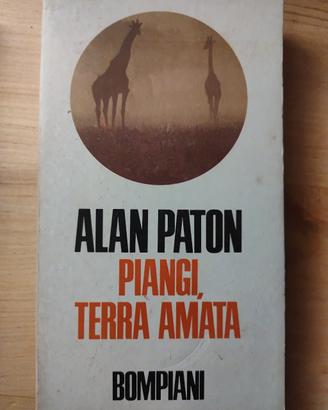 ALAN PATON
PIANGI,
TERRA AMATA
BOMPIANI